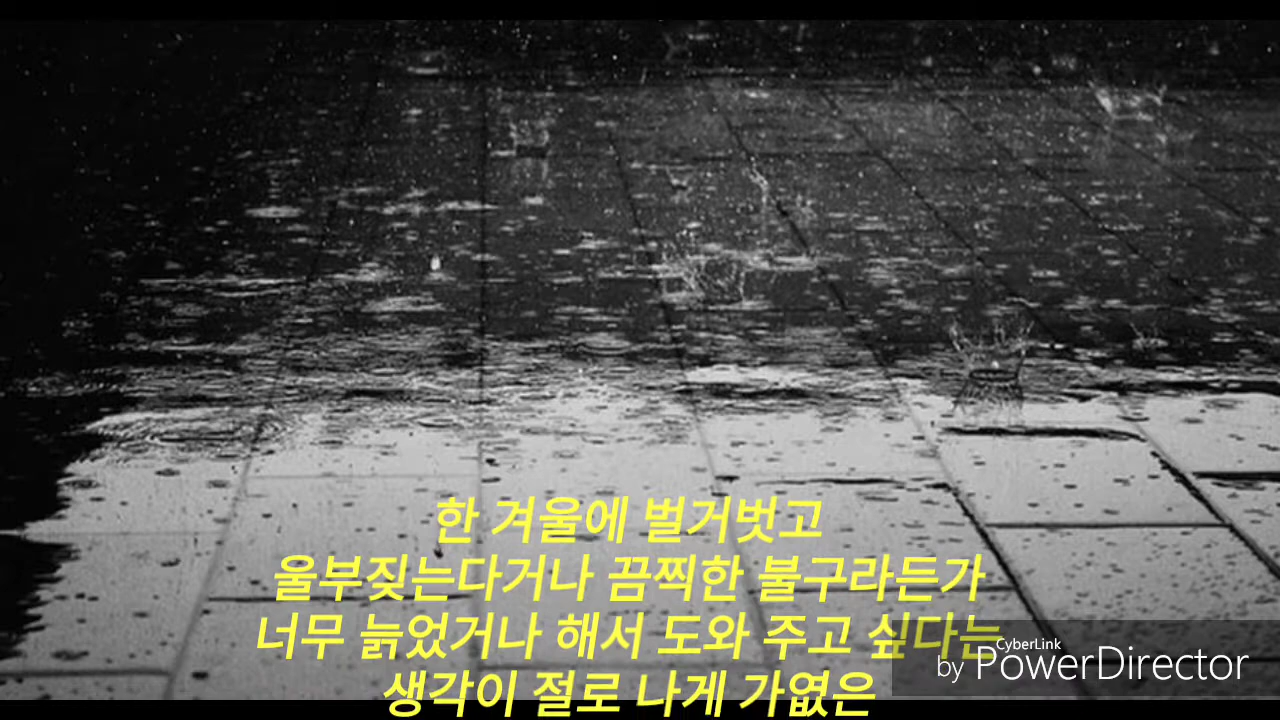 한 겨울에 벌거벗고
울부짖는다거나 끔찍한 불구라든가
너무 늙었거나 해서 도와 주고 싶다는
생각이 절로 나게 가엾은
CyberLink
by PowerDirector